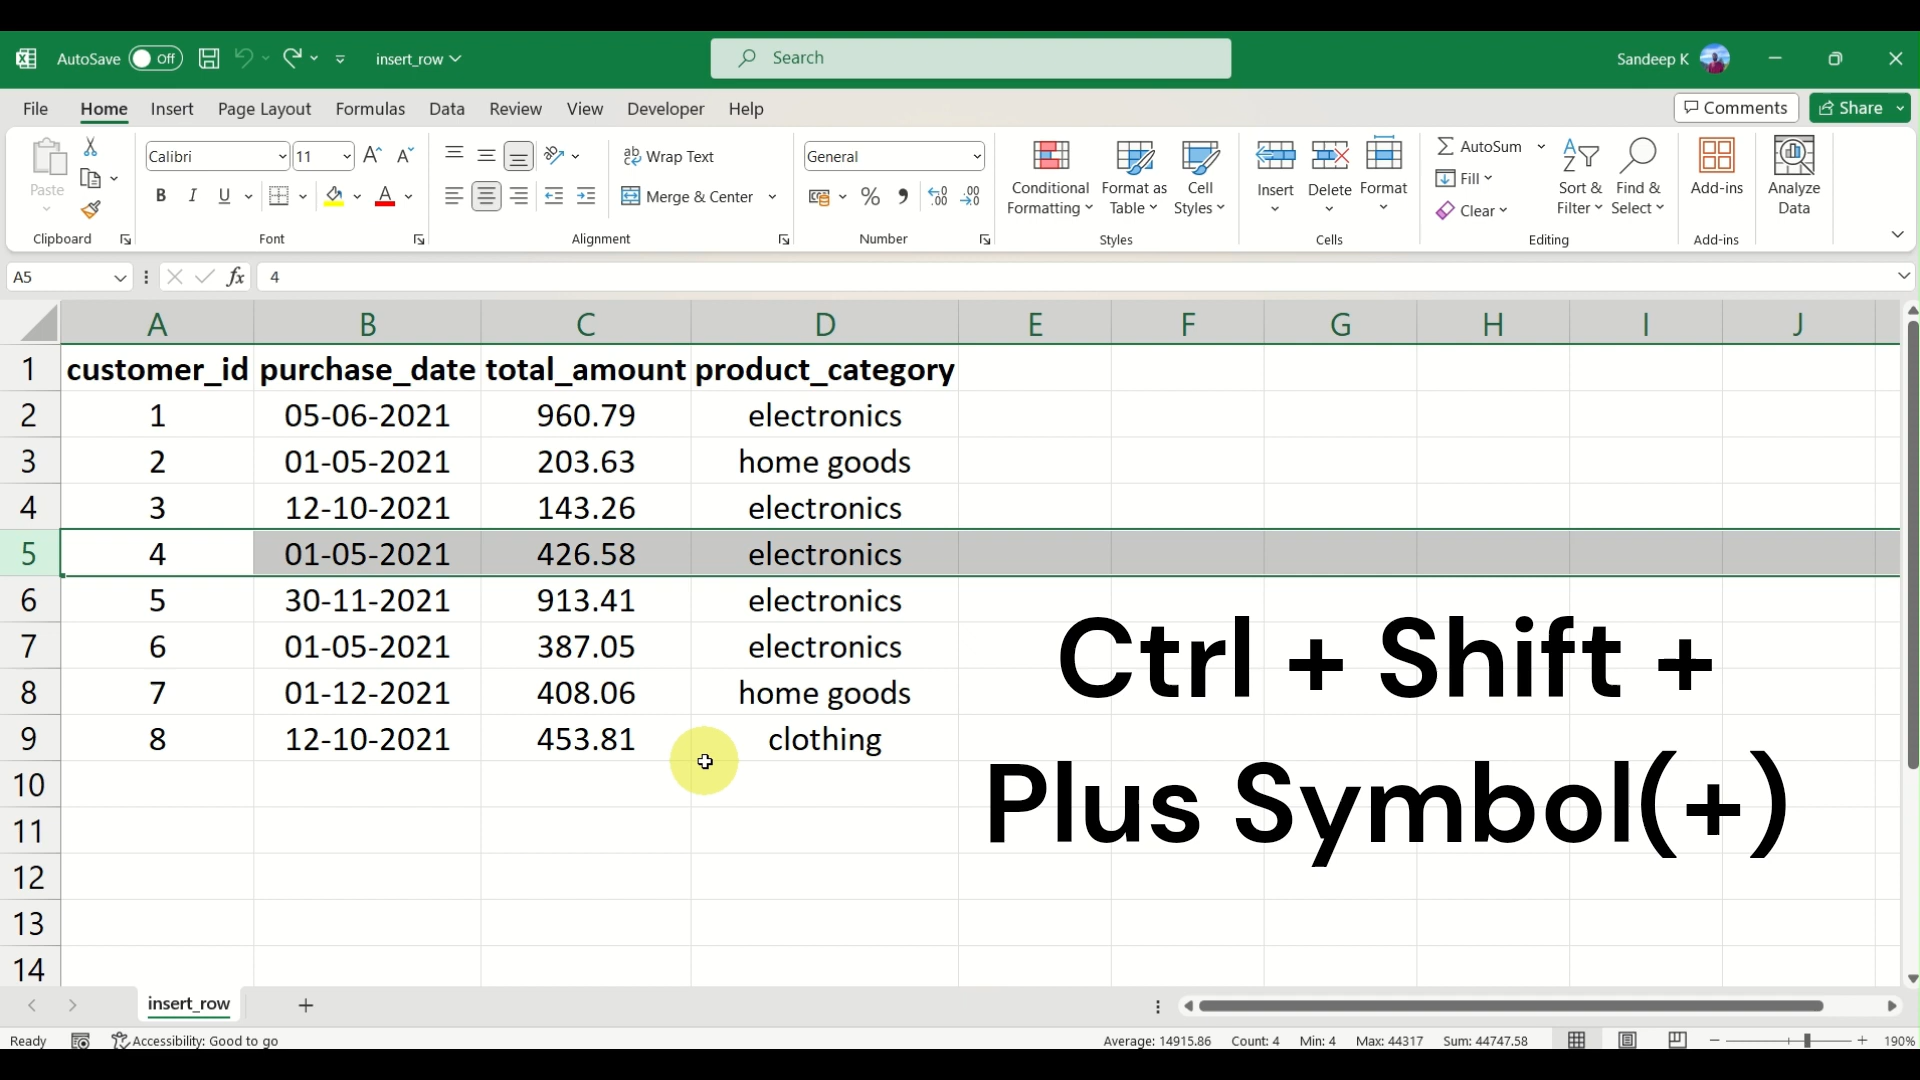 AutoSave Off insert_row Search Sandeep K
File Home Insert Page Layout Formulas Data Review View Developer Help Comments Share
Paste
Clipboard
Calibri 11
B I U
Font
Wrap Text
Merge & Center
Alignment
General
Number
Conditional Formatting
Format as Table
Cell Styles
Styles
Insert Delete Format
Cells
AutoSum
Fill
Clear
Sort & Filter
Find & Select
Editing
Add-ins
Add-ins
Analyze Data
A5 fx 4
A B C D E F G H I J
1 customer_id purchase_date total_amount product_category
2 1 05-06-2021 960.79 electronics
3 2 01-05-2021 203.63 home goods
4 3 12-10-2021 143.26 electronics
5 4 01-05-2021 426.58 electronics
6 5 30-11-2021 913.41 electronics
7 6 01-05-2021 387.05 electronics
8 7 01-12-2021 408.06 home goods
9 8 12-10-2021 453.81 clothing
10
11
12
13
14
Ctrl + Shift +
Plus Symbol(+)
insert_row
Ready Accessibility: Good to go Average: 14915.86 Count: 4 Min: 4 Max: 44317 Sum: 44747.58 190%